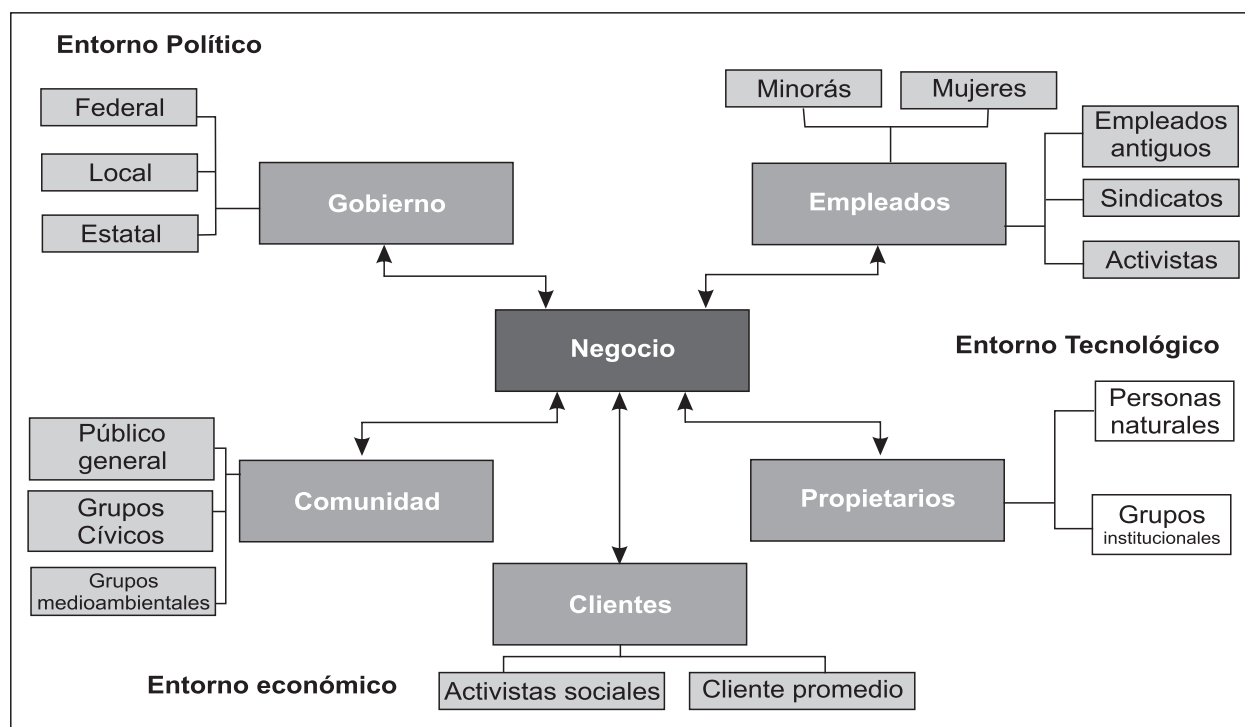 Entorno Político
Federal
Local
Estatal
Gobierno
Minorás
Mujeres
Empleados
Empleados
antiguos
Sindicatos
Activistas
Negocio
Entorno Tecnológico
Público
general
Grupos
Cívicos
Grupos
medioambientales
Comunidad
Propietarios
Personas
naturales
Grupos
institucionales
Clientes
Entorno económico
Activistas sociales
Cliente promedio